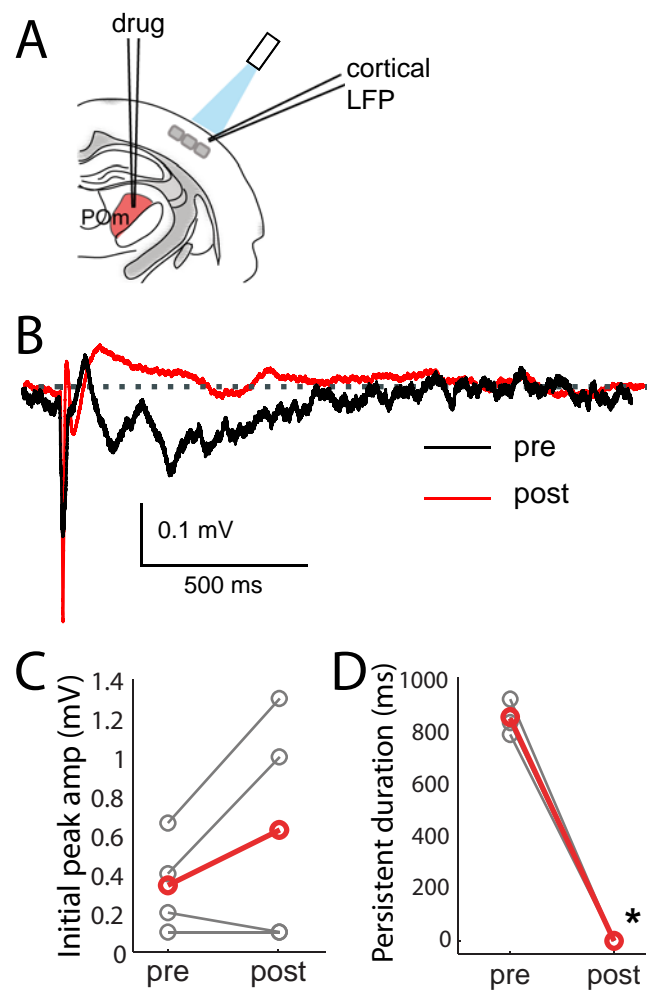 A
drug
cortical
LFP
POm
B
pre
post
0.1 mV
500 ms
C
Initial peak amp (mV)
1.4
1.2
1
0.8
0.6
0.4
0.2
0
pre post
D
Persistent duration (ms)
1000
800
600
400
200
0
*
pre post